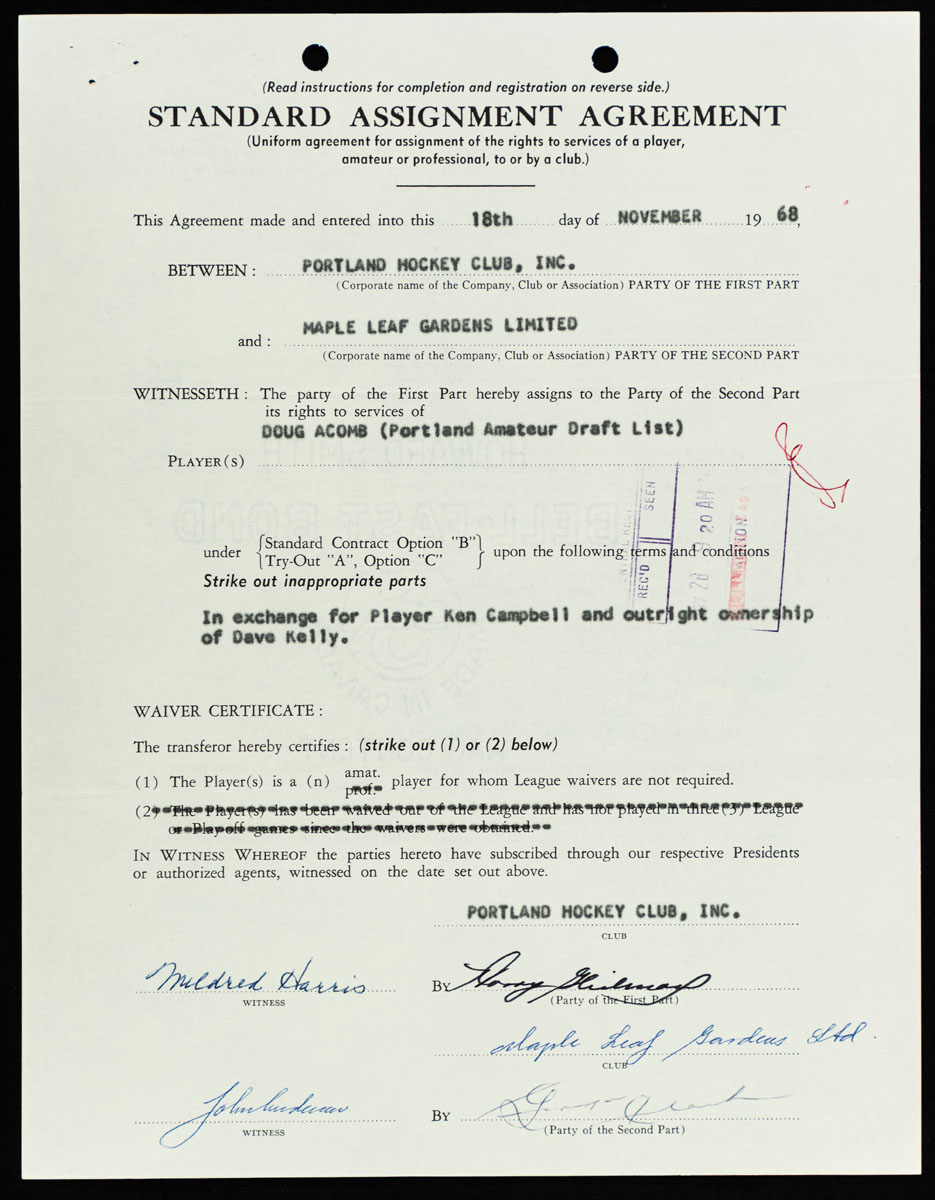 (Read instructions for completion and registration on reverse side.)
STANDARD ASSIGNMENT AGREEMENT
(Uniform agreement for assignment of the rights to services of a player,
amateur or professional, to or by a club.)
This Agreement made and entered into this 18th day of NOVEMBER 19 68,
BETWEEN : PORTLAND HOCKEY CLUB, INC.
(Corporate name of the Company, Club or Association) PARTY OF THE FIRST PART
MAPLE LEAF GARDENS LIMITED
and :
(Corporate name of the Company, Club or Association) PARTY OF THE SECOND PART
WITNESSETH : The party of the First Part hereby assigns to the Party of the Second Part
its rights to services of
DOUG ACOMB (Portland Amateur Draft List)
PLAYER(S)
REC'D SEEN
20 AM
under {Standard Contract Option "B"} upon the following terms and conditions
{Try-Out "A", Option "C"}
Strike out inappropriate parts
In exchange for Player Ken Campbell and outright ownership
of Dave Kelly.
WAIVER CERTIFICATE :
The transferor hereby certifies : (strike out (1) or (2) below)
(1) The Player(s) is a (n) amat. prof. player for whom League waivers are not required.
(2) The Player(s) has been waived out of the League and has not played in three (3) League
or Play-off games since the waivers were obtained.
IN WITNESS WHEREOF the parties hereto have subscribed through our respective Presidents
or authorized agents, witnessed on the date set out above.
PORTLAND HOCKEY CLUB, INC.
CLUB
Mildred Harris
WITNESS
BY Harry
(Party of the First Part)
Maple Leaf Gardens Ltd.
CLUB
John Anderson
WITNESS
BY
(Party of the Second Part)